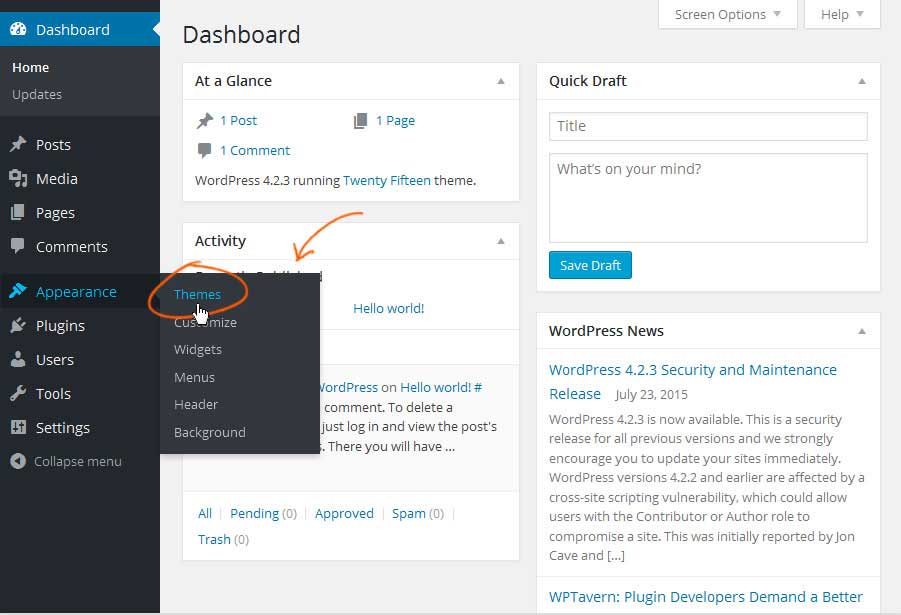 Dashboard
Home
Updates
Posts
Media
Pages
Comments
Appearance
Plugins
Users
Tools
Settings
Collapse menu
Themes
Customize
Widgets
Menus
Header
Background
Screen Options
Help
Dashboard
At a Glance
1 Post
1 Page
1 Comment
WordPress 4.2.3 running Twenty Fifteen theme.
Activity
Hello world!
WordPress on Hello world! #
comment. To delete a
just log in and view the post's
There you will have ...
All | Pending (0) | Approved | Spam (0) |
Trash (0)
Quick Draft
Title
What's on your mind?
Save Draft
WordPress News
WordPress 4.2.3 Security and Maintenance
Release July 23, 2015
WordPress 4.2.3 is now available. This is a security
release for all previous versions and we strongly
encourage you to update your sites immediately.
WordPress versions 4.2.2 and earlier are affected by a
cross-site scripting vulnerability, which could allow
users with the Contributor or Author role to
compromise a site. This was initially reported by Jon
Cave and [...]
WPTavern: Plugin Developers Demand a Better